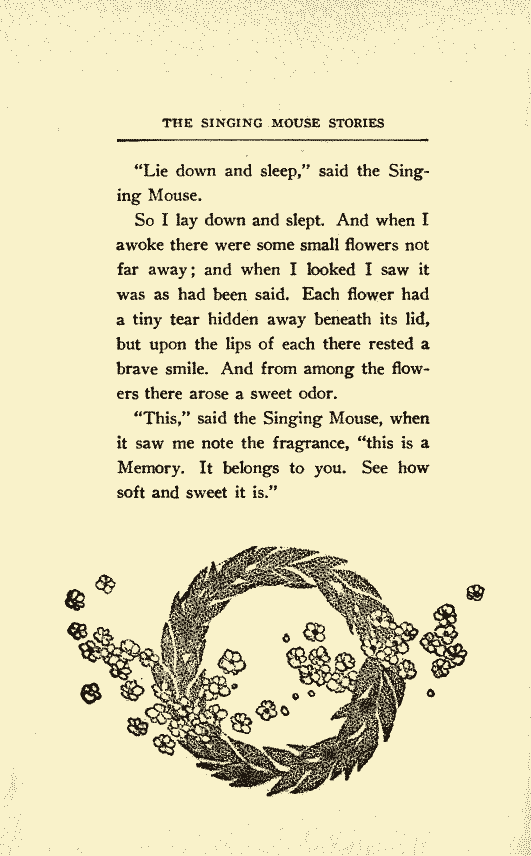 THE SINGING MOUSE STORIES
“Lie down and sleep,” said the Sing-
ing Mouse.
So I lay down and slept. And when I
awoke there were some small flowers not
far away; and when I looked I saw it
was as had been said. Each flower had
a tiny tear hidden away beneath its lid,
but upon the lips of each there rested a
brave smile. And from among the flow-
ers there arose a sweet odor.
“This,” said the Singing Mouse, when
it saw me note the fragrance, “this is a
Memory. It belongs to you. See how
soft and sweet it is.”